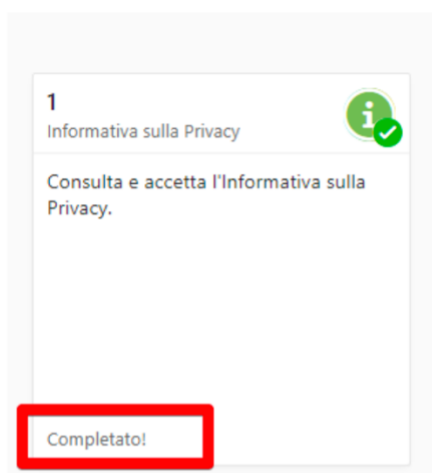 1
Informativa sulla Privacy
Consulta e accetta l'Informativa sulla
Privacy.
Completato!